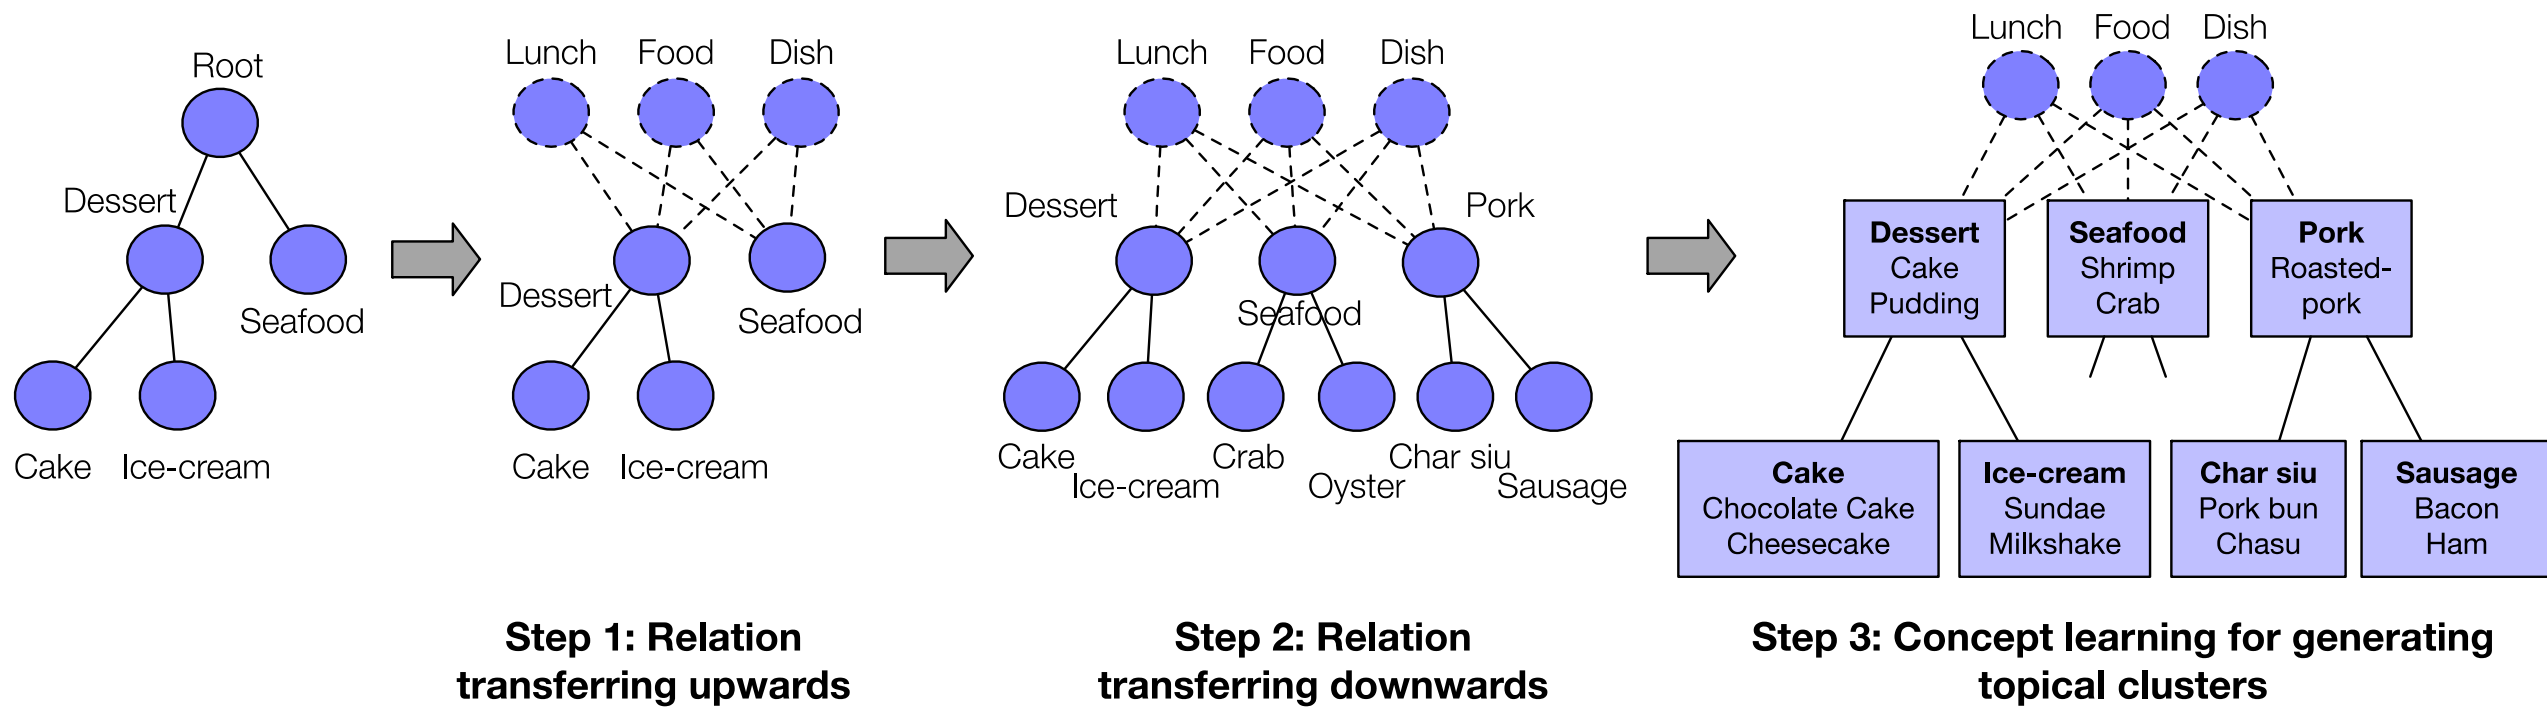 Root
Dessert
Seafood
Cake
Ice-cream
Lunch
Food
Dish
Dessert
Seafood
Cake
Ice-cream
Step 1: Relation
transferring upwards
Lunch
Food
Dish
Dessert
Pork
Seafood
Cake
Ice-cream
Crab
Oyster
Char siu
Sausage
Step 2: Relation
transferring downwards
Lunch
Food
Dish
Dessert
Cake
Pudding
Seafood
Shrimp
Crab
Pork
Roasted-
pork
Cake
Chocolate Cake
Cheesecake
Ice-cream
Sundae
Milkshake
Char siu
Pork bun
Chasu
Sausage
Bacon
Ham
Step 3: Concept learning for generating
topical clusters